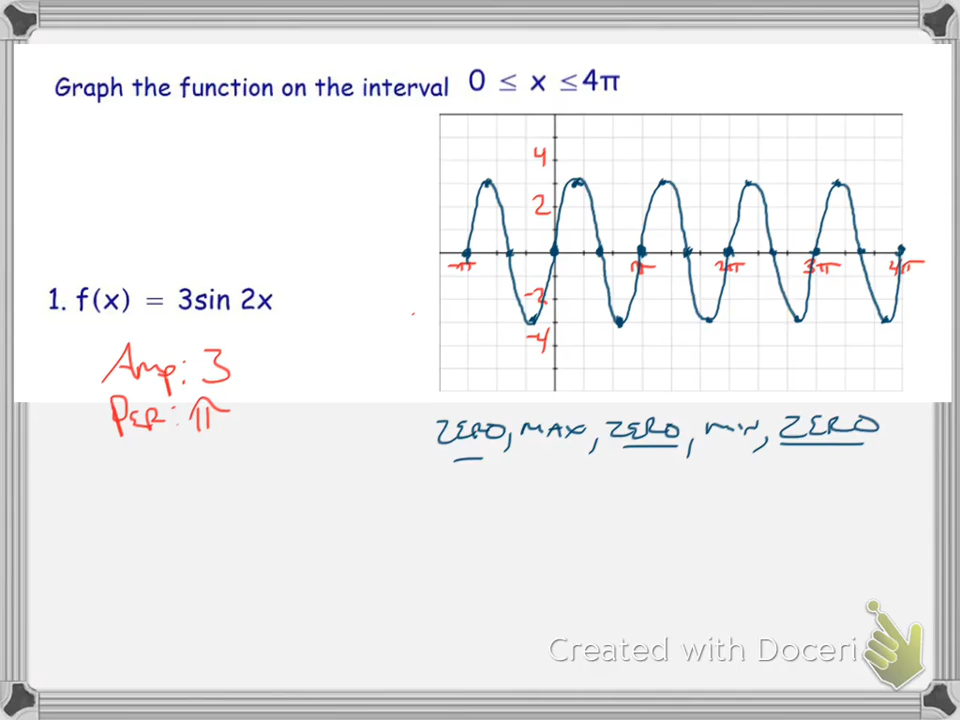 Graph the function on the interval 0 ≤ x ≤ 4π
4
2
-π π 2π 3π 4π
-2
-4
1. f(x) = 3sin 2x
Amp: 3
PER: π
ZERO, MAX, ZERO, MIN, ZERO
Created with Doceri